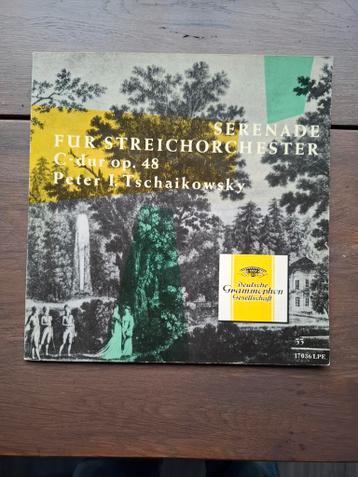 SERENADE
FÜR STREICHORCHESTER
C-dur op. 48
Peter I. Tschaikowsky
Deutsche
Grammophon
Gesellschaft
33
17036 LPE